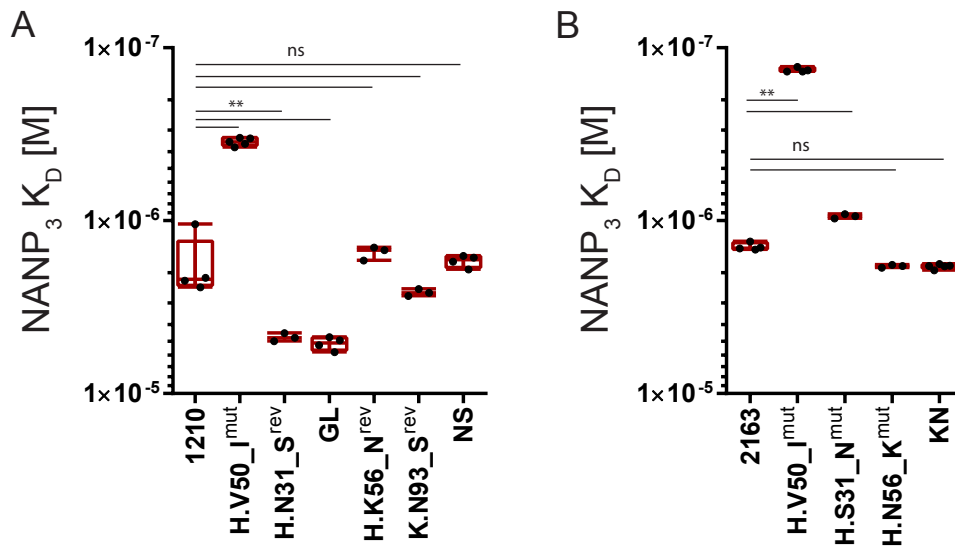 A
NANP₃ K_D [M]
1×10⁻⁷
1×10⁻⁶
1×10⁻⁵
ns
**
1210
H.V50_I^mut
H.N31_S^rev
GL
H.K56_N^rev
K.N93_S^rev
NS
B
NANP₃ K_D [M]
1×10⁻⁷
1×10⁻⁶
1×10⁻⁵
**
ns
2163
H.V50_I^mut
H.S31_N^mut
H.N56_K^mut
KN